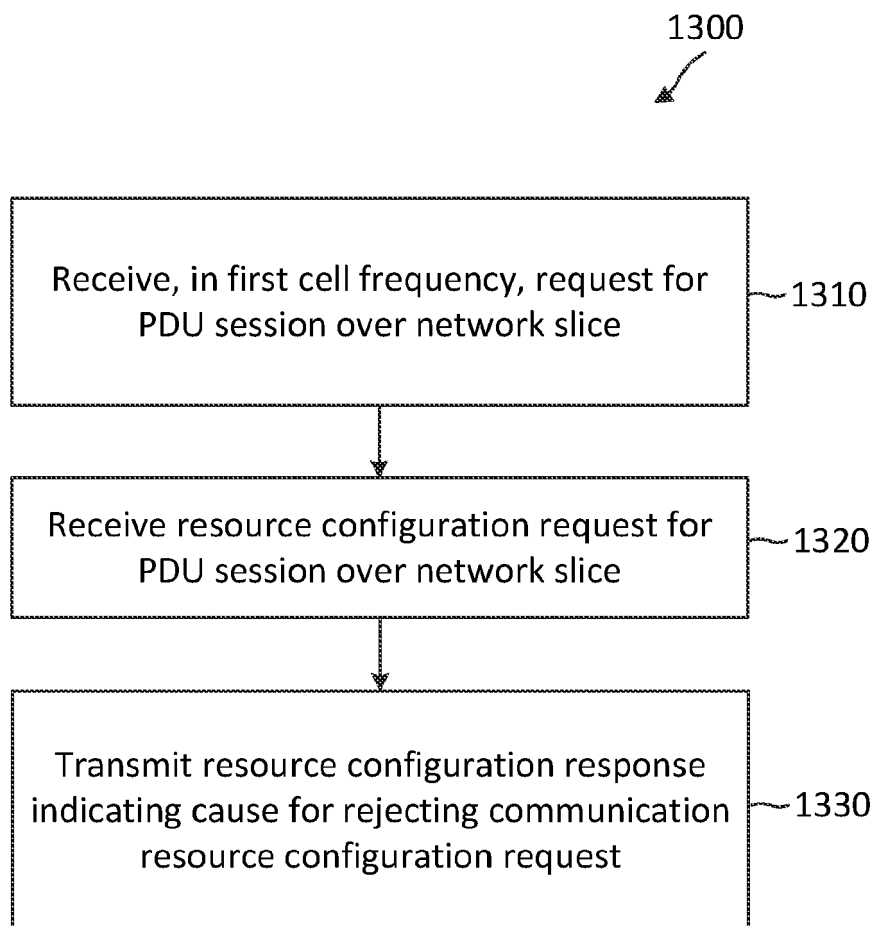 1300
Receive, in first cell frequency, request for
PDU session over network slice
1310
Receive resource configuration request for
PDU session over network slice
1320
Transmit resource configuration response
indicating cause for rejecting communication
resource configuration request
1330